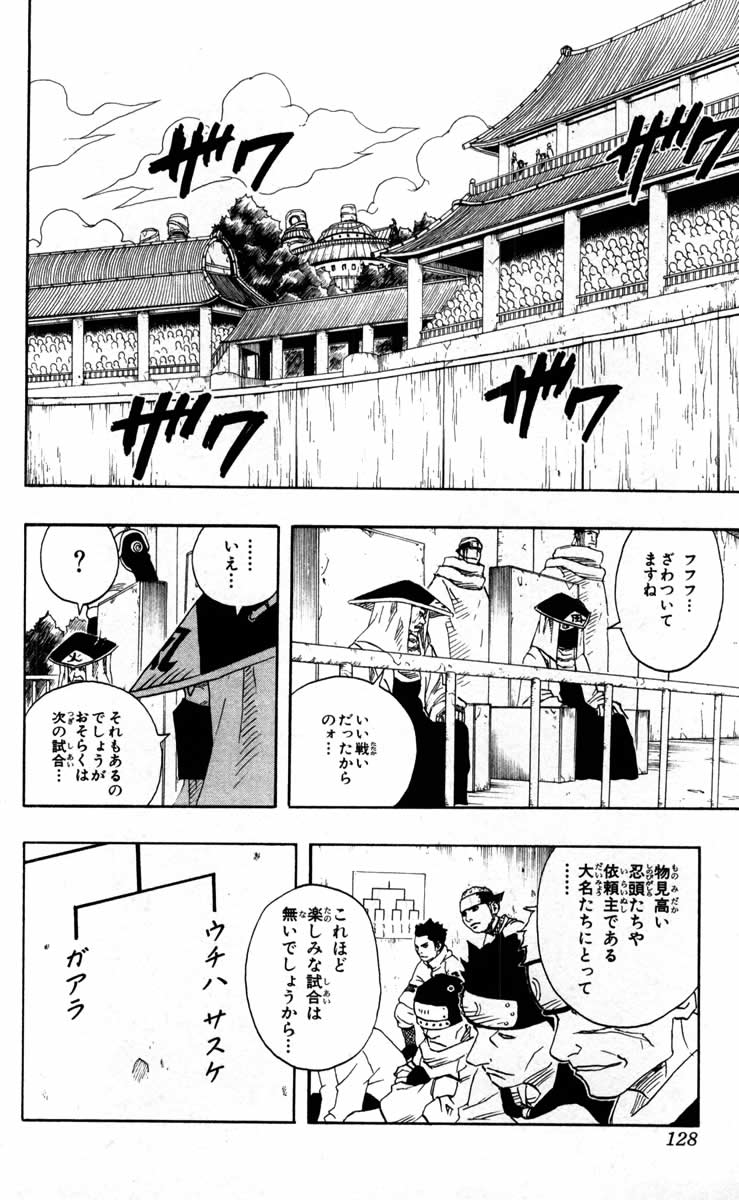 ザワ
ザワ
ザワ
ザワ
フフフ…
ざわついて
ますね
風
いい戦い
だったから
のォ…
……
いえ…
?
火
それもあるの
でしょうが
おそらくは
次の試合…
物見高い
忍頭たちや
依頼主である
大名たちにとって
……
これほど
楽しみな試合は
無いでしょうから…
ウチハ サスケ
ガアラ
128